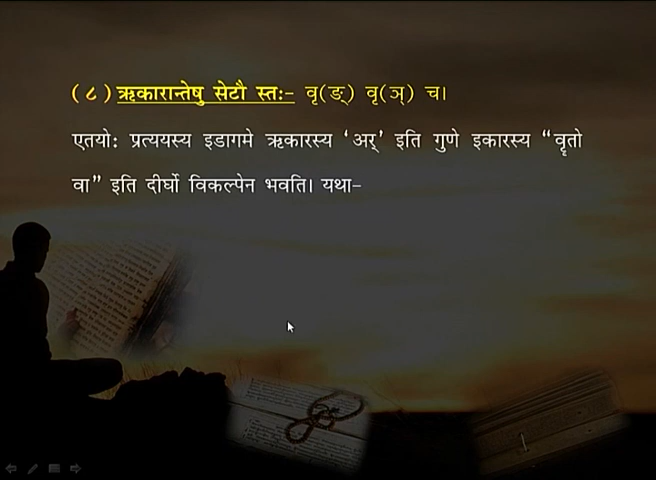 (८) ऋकारान्तेषु सेटौ स्तः- वृ(ङ्) वृ(ञ्) च।
एतयोः प्रत्ययस्य इडागमे ऋकारस्य ‘अर्’ इति गुणे इकारस्य “वॄतो
वा” इति दीर्घो विकल्पेन भवति। यथा-